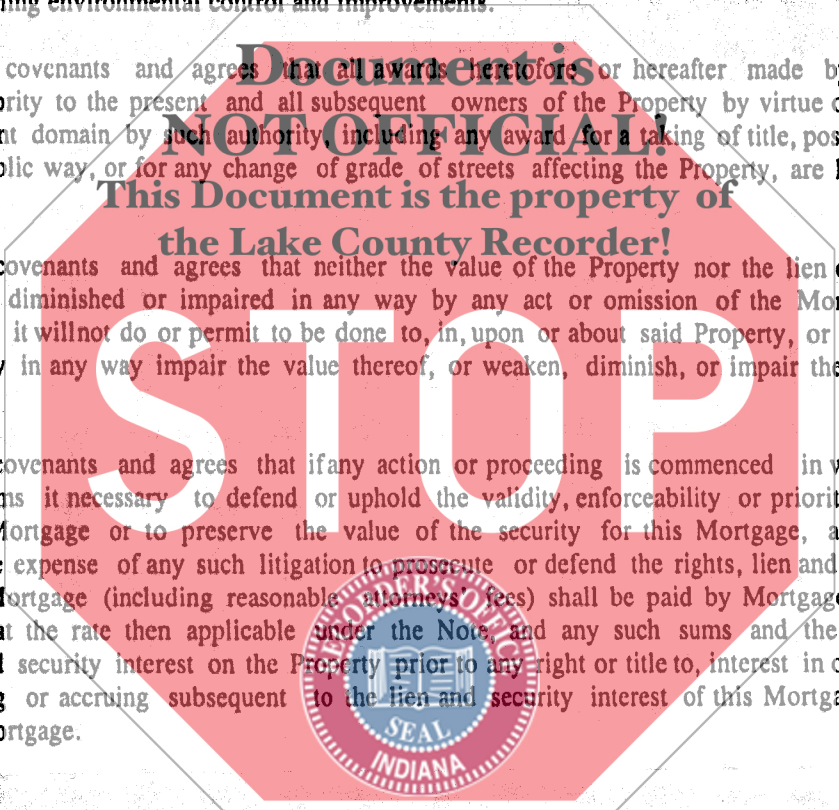 ning environmental control and improvements.
covenants and agrees that all awards heretofore or hereafter made b
Document is
ority to the present and all subsequent owners of the Property by virtue o
nt domain by such authority, including any award for a taking of title, pos
NOT OFFICIAL!
blic way, or for any change of grade of streets affecting the Property, are
This Document is the property of
the Lake County Recorder!
covenants and agrees that neither the value of the Property nor the lien
diminished or impaired in any way by any act or omission of the Mor
it will not do or permit to be done to, in, upon or about said Property, or
y in any way impair the value thereof, or weaken, diminish, or impair the
STOP
covenants and agrees that if any action or proceeding is commenced in w
ms it necessary to defend or uphold the validity, enforceability or priorit
Mortgage or to preserve the value of the security for this Mortgage, a
e expense of any such litigation to prosecute or defend the rights, lien and
Mortgage (including reasonable attorneys' fees) shall be paid by Mortgag
at the rate then applicable under the Note, and any such sums and the
d security interest on the Property prior to any right or title to, interest in o
g or accruing subsequent to the lien and security interest of this Mortga
ortgage.
RECORDER'S OFFIC
SEAL
INDIANA